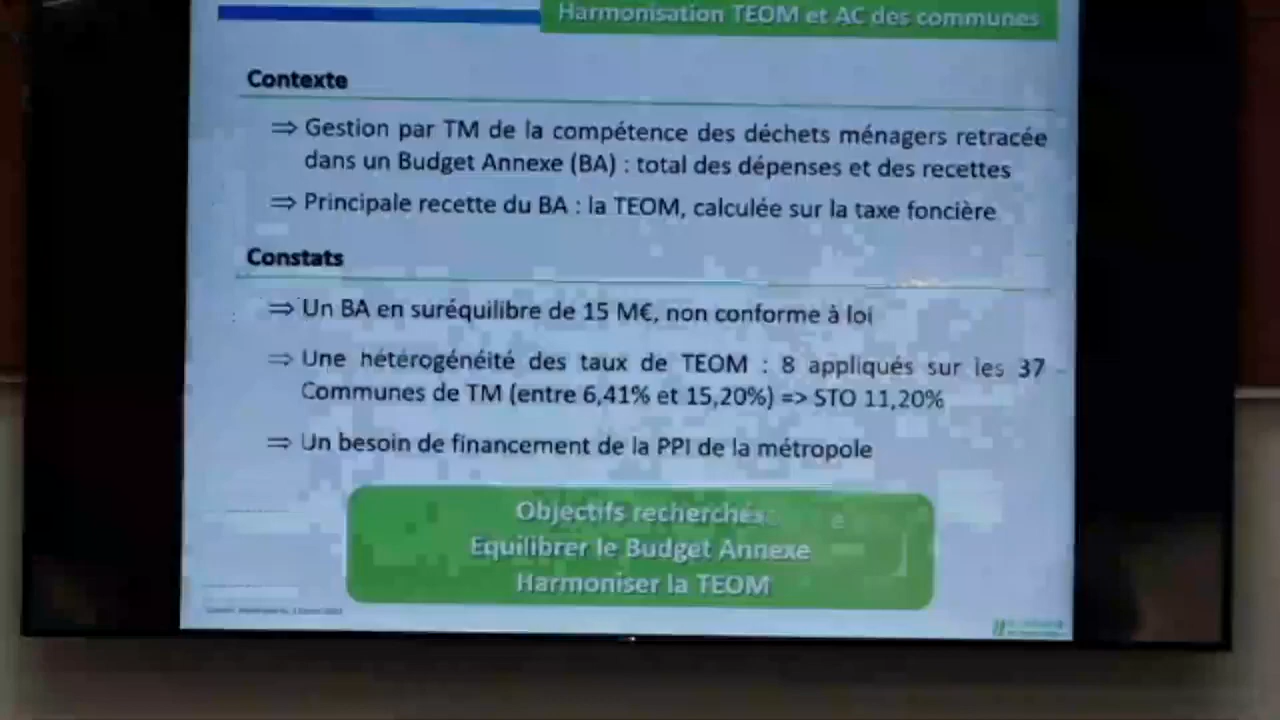 Harmonisation TEOM et AC des communes
Contexte
⇒ Gestion par TM de la compétence des déchets ménagers retracée
dans un Budget Annexe (BA) : total des dépenses et des recettes
⇒ Principale recette du BA : la TEOM, calculée sur la taxe foncière
Constats
⇒ Un BA en suréquilibre de 15 M€, non conforme à loi
⇒ Une hétérogénéité des taux de TEOM : 8 appliqués sur les 37
Communes de TM (entre 6,41% et 15,20%) => STO 11,20%
⇒ Un besoin de financement de la PPI de la métropole
Objectifs recherchés
Equilibrer le Budget Annexe
Harmoniser la TEOM